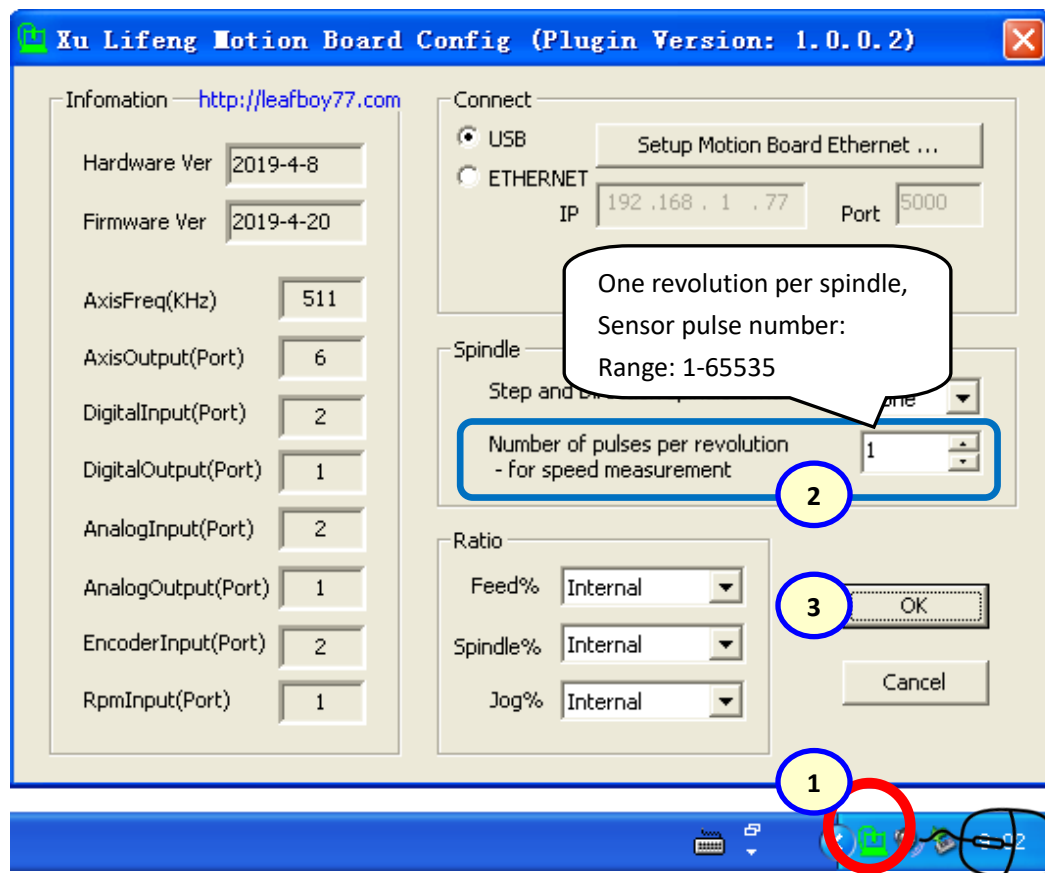 Xu Lifeng Motion Board Config (Plugin Version: 1.0.0.2)
Infomation
http://leafboy77.com
Hardware Ver 2019-4-8
Firmware Ver 2019-4-20
AxisFreq(KHz) 511
AxisOutput(Port) 6
DigitalInput(Port) 2
DigitalOutput(Port) 1
AnalogInput(Port) 2
AnalogOutput(Port) 1
EncoderInput(Port) 2
RpmInput(Port) 1
Connect
USB
Setup Motion Board Ethernet ...
ETHERNET
IP 192 .168 . 1 . 77 Port 5000
One revolution per spindle,
Sensor pulse number:
Range: 1-65535
Spindle
Step and
Number of pulses per revolution 1
- for speed measurement
2
Ratio
Feed% Internal
Spindle% Internal
Jog% Internal
3
OK
Cancel
1